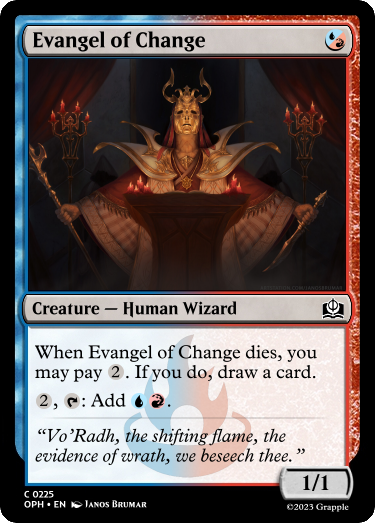 Evangel of Change
Creature — Human Wizard
When Evangel of Change dies, you
may pay 2. If you do, draw a card.
2, : Add .
“Vo’Radh, the shifting flame, the
evidence of wrath, we beseech thee.”
1/1
C 0225
OPH • EN Janos Brumar
©2023 Grapple